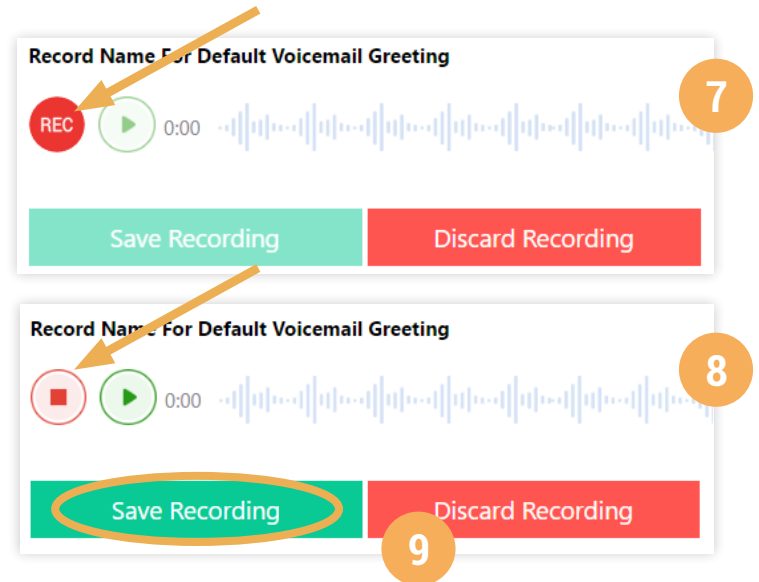 Record Name For Default Voicemail Greeting
7
REC 0:00
Save Recording Discard Recording
Record Name For Default Voicemail Greeting
8
0:00
Save Recording Discard Recording
9